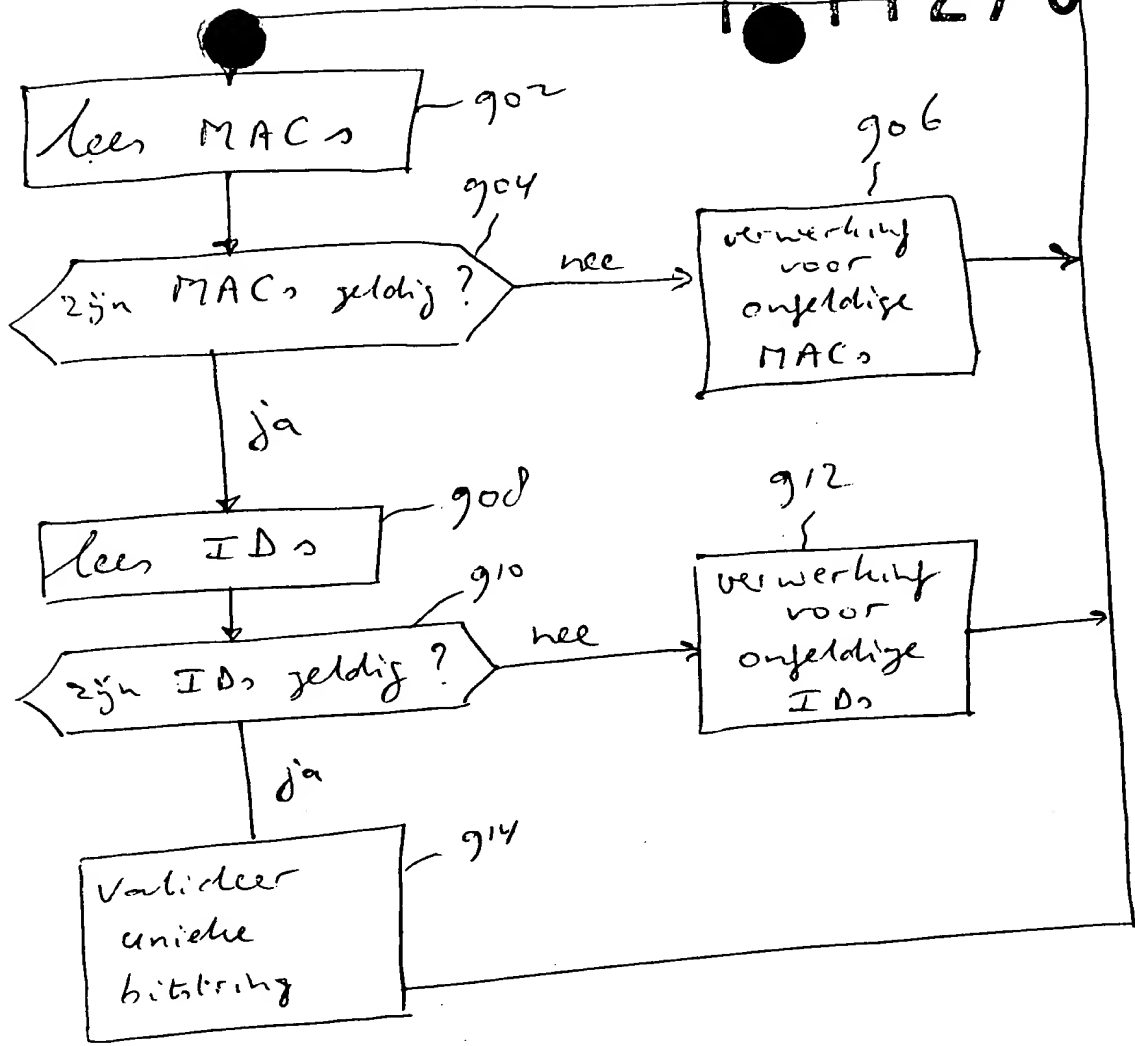 lees MACs
902
904
zijn MACs geldig?
nee
906
verwerking
voor
ongeldige
MACs
ja
lees IDs
908
910
zijn IDs geldig?
nee
912
verwerking
voor
ongeldige
IDs
ja
914
Valideer
unieke
bitstring